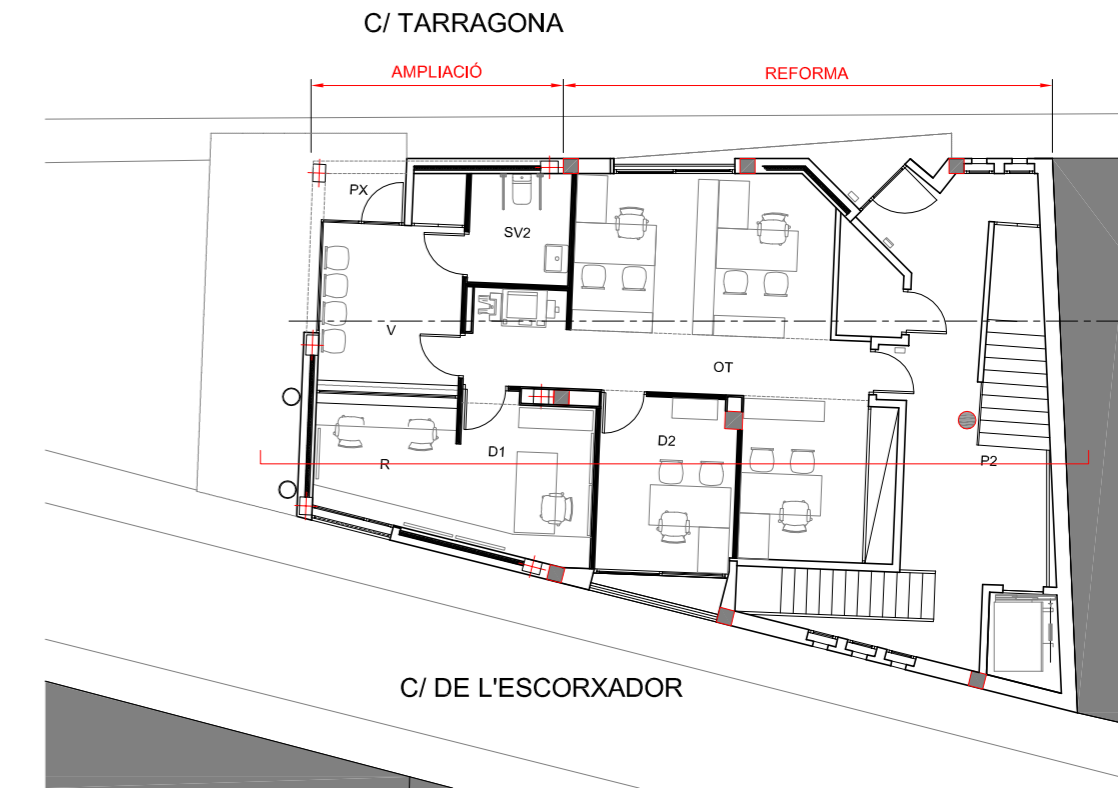 C/ TARRAGONA
AMPLIACIÓ
REFORMA
PX
SV2
V
OT
D2
D1
R
P2
C/ DE L'ESCORXADOR